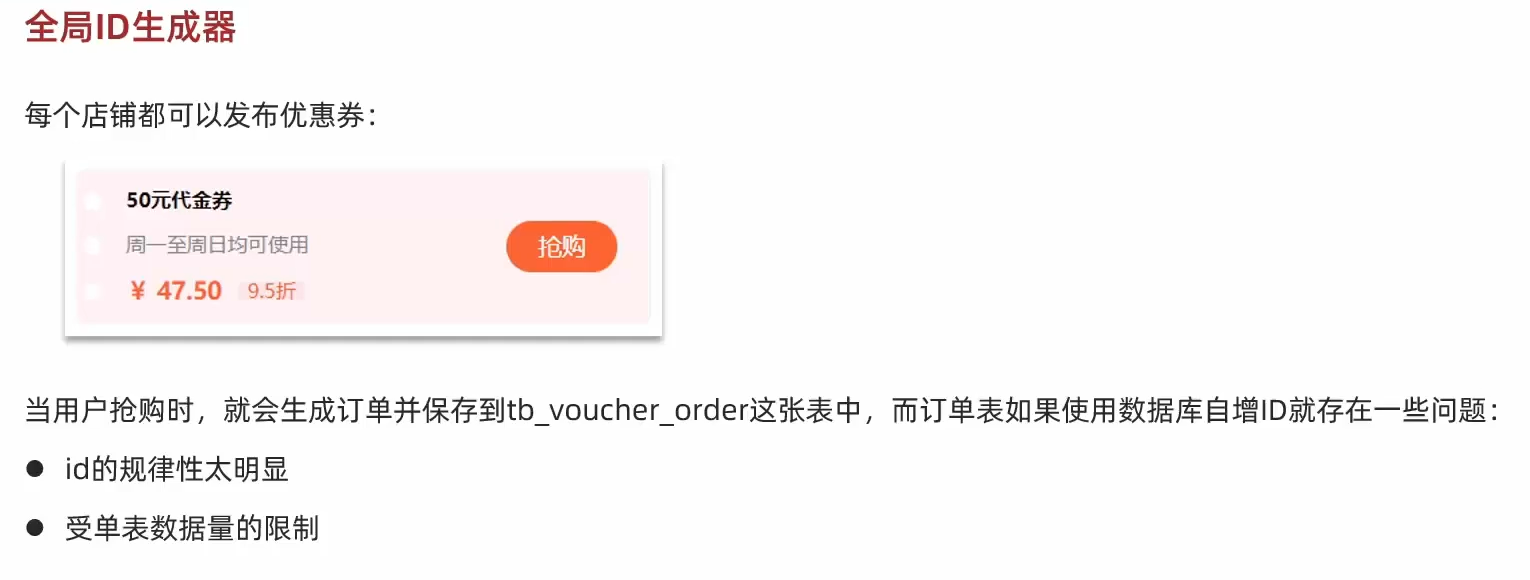 全局ID生成器
每个店铺都可以发布优惠券：
50元代金券
周一至周日均可使用
抢购
¥ 47.50 9.5折
当用户抢购时，就会生成订单并保存到tb_voucher_order这张表中，而订单表如果使用数据库自增ID就存在一些问题：
● id的规律性太明显
● 受单表数据量的限制